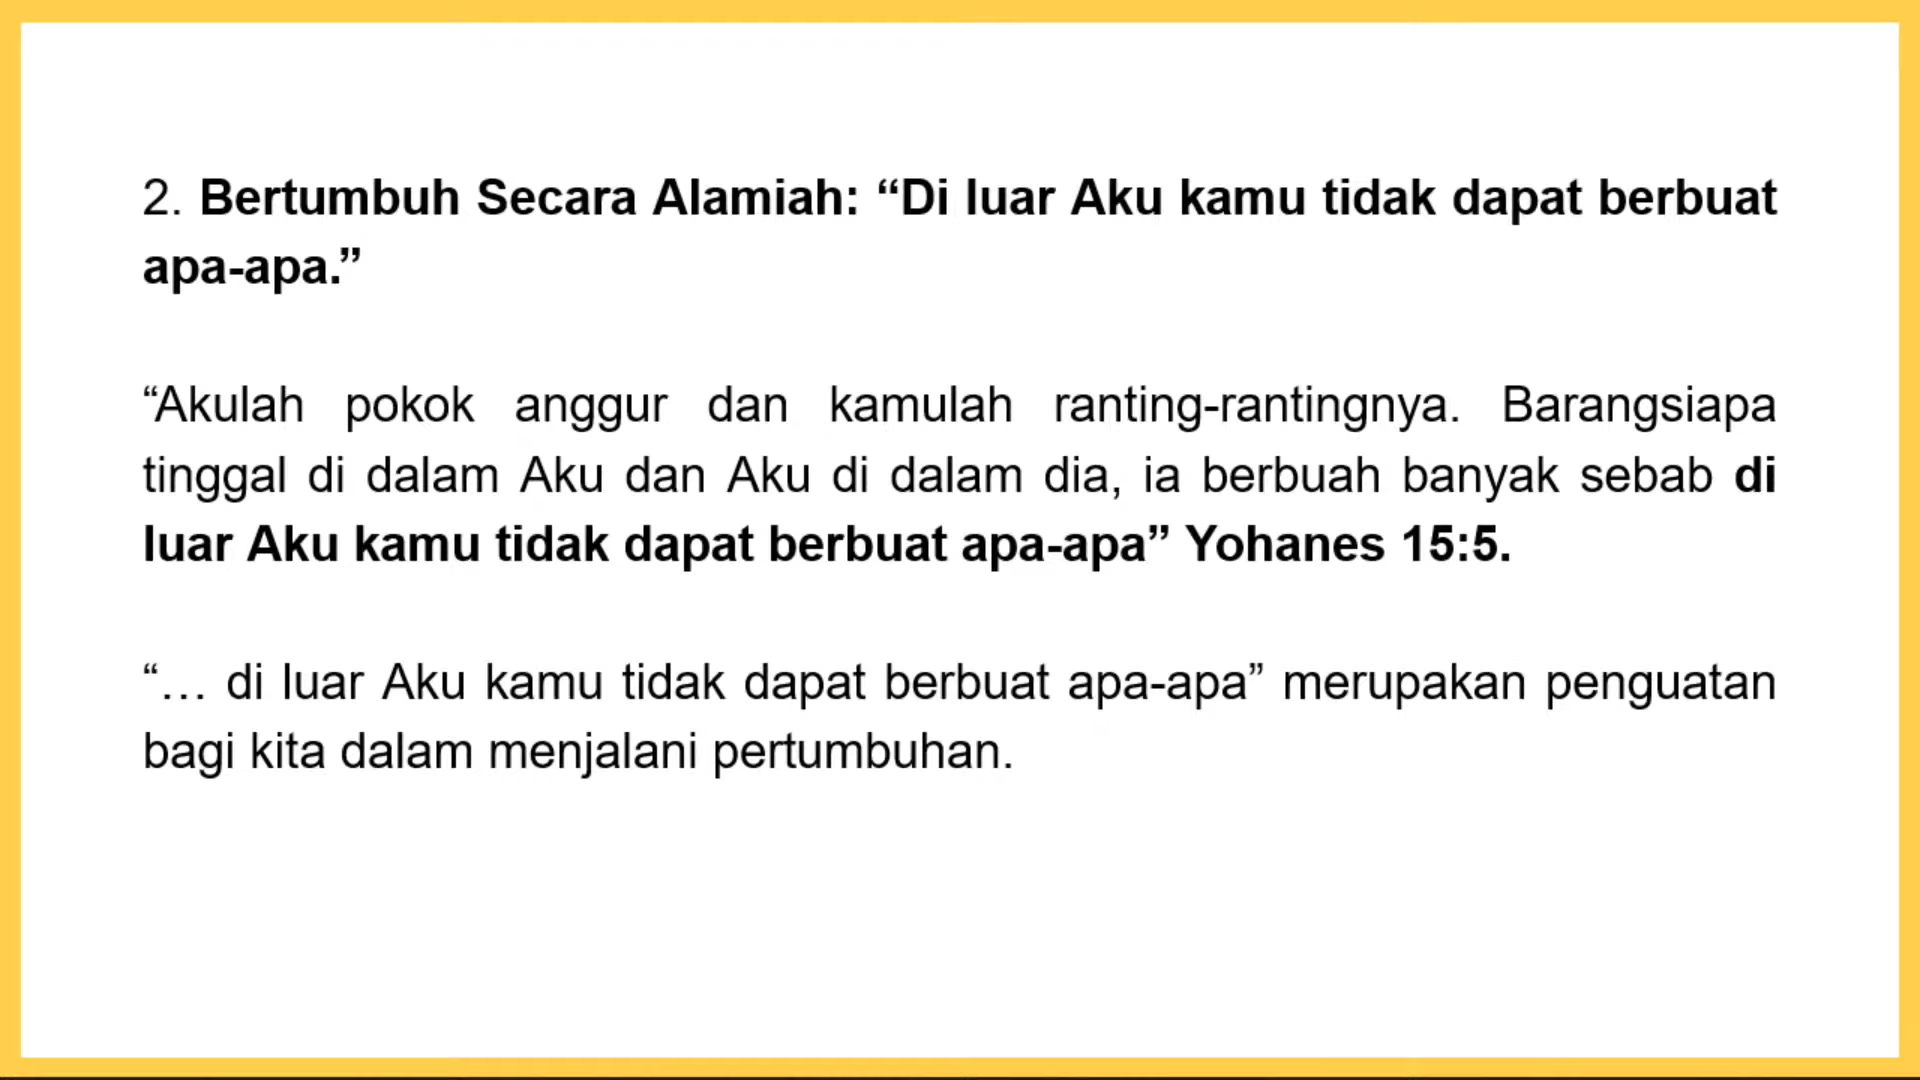 2. Bertumbuh Secara Alamiah: “Di luar Aku kamu tidak dapat berbuat
apa-apa.”
“Akulah pokok anggur dan kamulah ranting-rantingnya. Barangsiapa
tinggal di dalam Aku dan Aku di dalam dia, ia berbuah banyak sebab di
luar Aku kamu tidak dapat berbuat apa-apa” Yohanes 15:5.
“… di luar Aku kamu tidak dapat berbuat apa-apa” merupakan penguatan
bagi kita dalam menjalani pertumbuhan.